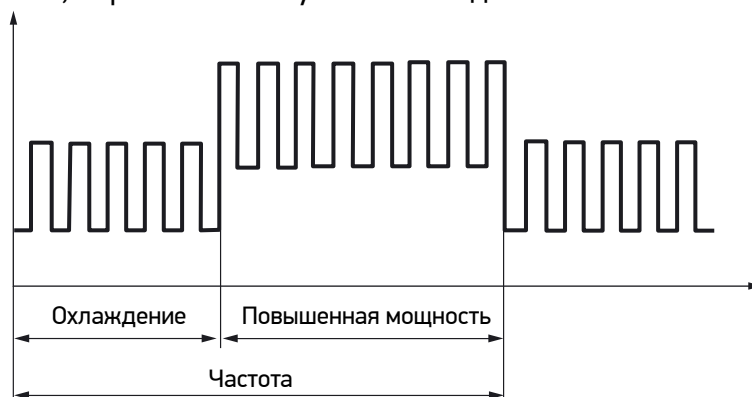 Охлаждение
Повышенная мощность
Частота